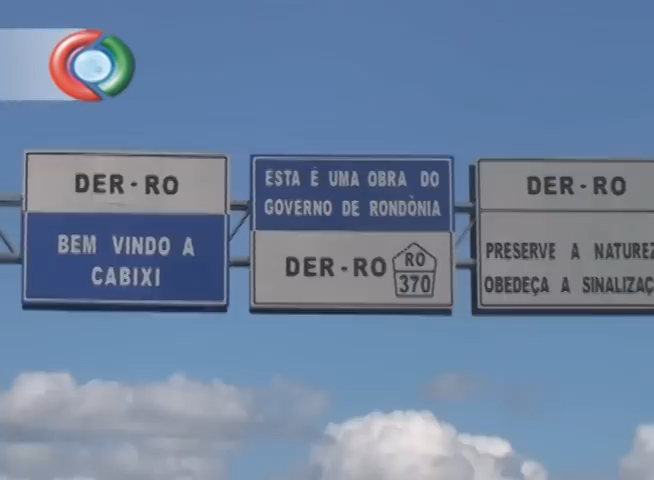 DER-RO
BEM VINDO A
CABIXI
ESTA É UMA OBRA DO
GOVERNO DE RONDÔNIA
DER-RO
RO
370
DER-RO
PRESERVE A NATUREZ
OBEDEÇA A SINALIZAÇ